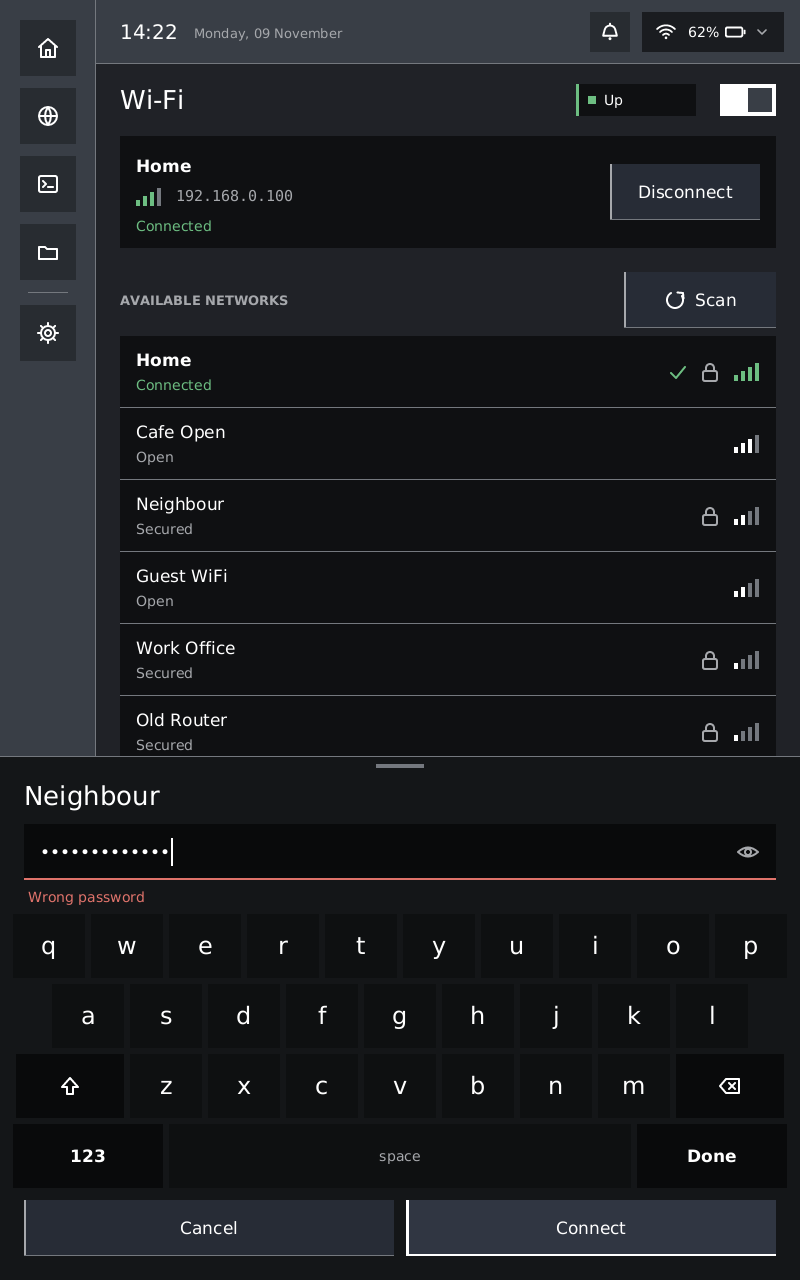 14:22 Monday, 09 November 62%
Wi-Fi Up
Home
192.168.0.100
Connected
Disconnect
AVAILABLE NETWORKS Scan
Home
Connected
Cafe Open
Open
Neighbour
Secured
Guest WiFi
Open
Work Office
Secured
Old Router
Secured
Neighbour
•••••••••••••
Wrong password
q w e r t y u i o p
a s d f g h j k l
z x c v b n m
123 space Done
Cancel Connect